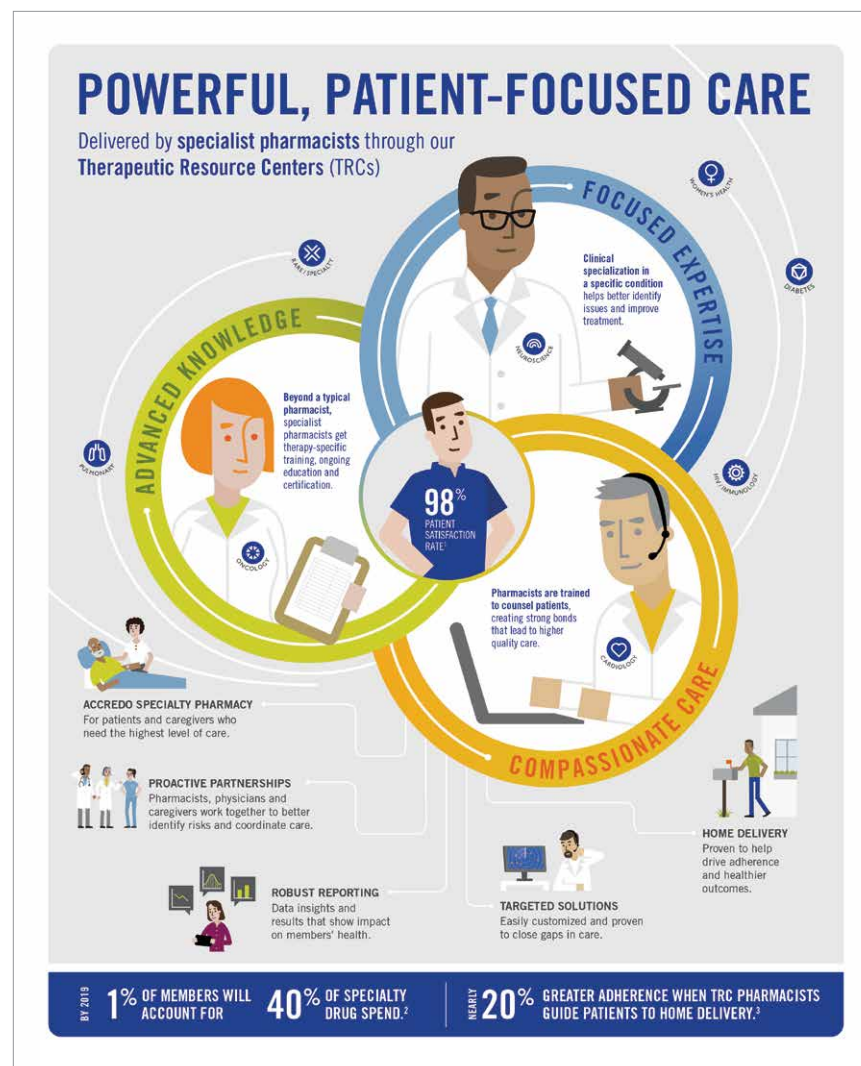 POWERFUL, PATIENT-FOCUSED CARE
Delivered by specialist pharmacists through our
Therapeutic Resource Centers (TRCs)
WOMEN'S HEALTH
RARE / SPECIALTY
DIABETES
FOCUSED EXPERTISE
Clinical
specialization in
a specific condition
helps better identify
issues and improve
treatment.
NEUROSCIENCE
ADVANCED KNOWLEDGE
Beyond a typical
pharmacist,
specialist
pharmacists get
therapy-specific
training, ongoing
education and
certification.
PULMONARY
ONCOLOGY
98%
PATIENT
SATISFACTION
RATE¹
HIV / IMMUNOLOGY
Pharmacists are trained
to counsel patients,
creating strong bonds
that lead to higher
quality care.
CARDIOLOGY
COMPASSIONATE CARE
ACCREDO SPECIALTY PHARMACY
For patients and caregivers who
need the highest level of care.
PROACTIVE PARTNERSHIPS
Pharmacists, physicians and
caregivers work together to better
identify risks and coordinate care.
HOME DELIVERY
Proven to help
drive adherence
and healthier
outcomes.
ROBUST REPORTING
Data insights and
results that show impact
on members' health.
TARGETED SOLUTIONS
Easily customized and proven
to close gaps in care.
BY 2019
1% OF MEMBERS WILL
ACCOUNT FOR
40% OF SPECIALTY
DRUG SPEND.²
NEARLY
20% GREATER ADHERENCE WHEN TRC PHARMACISTS
GUIDE PATIENTS TO HOME DELIVERY.³